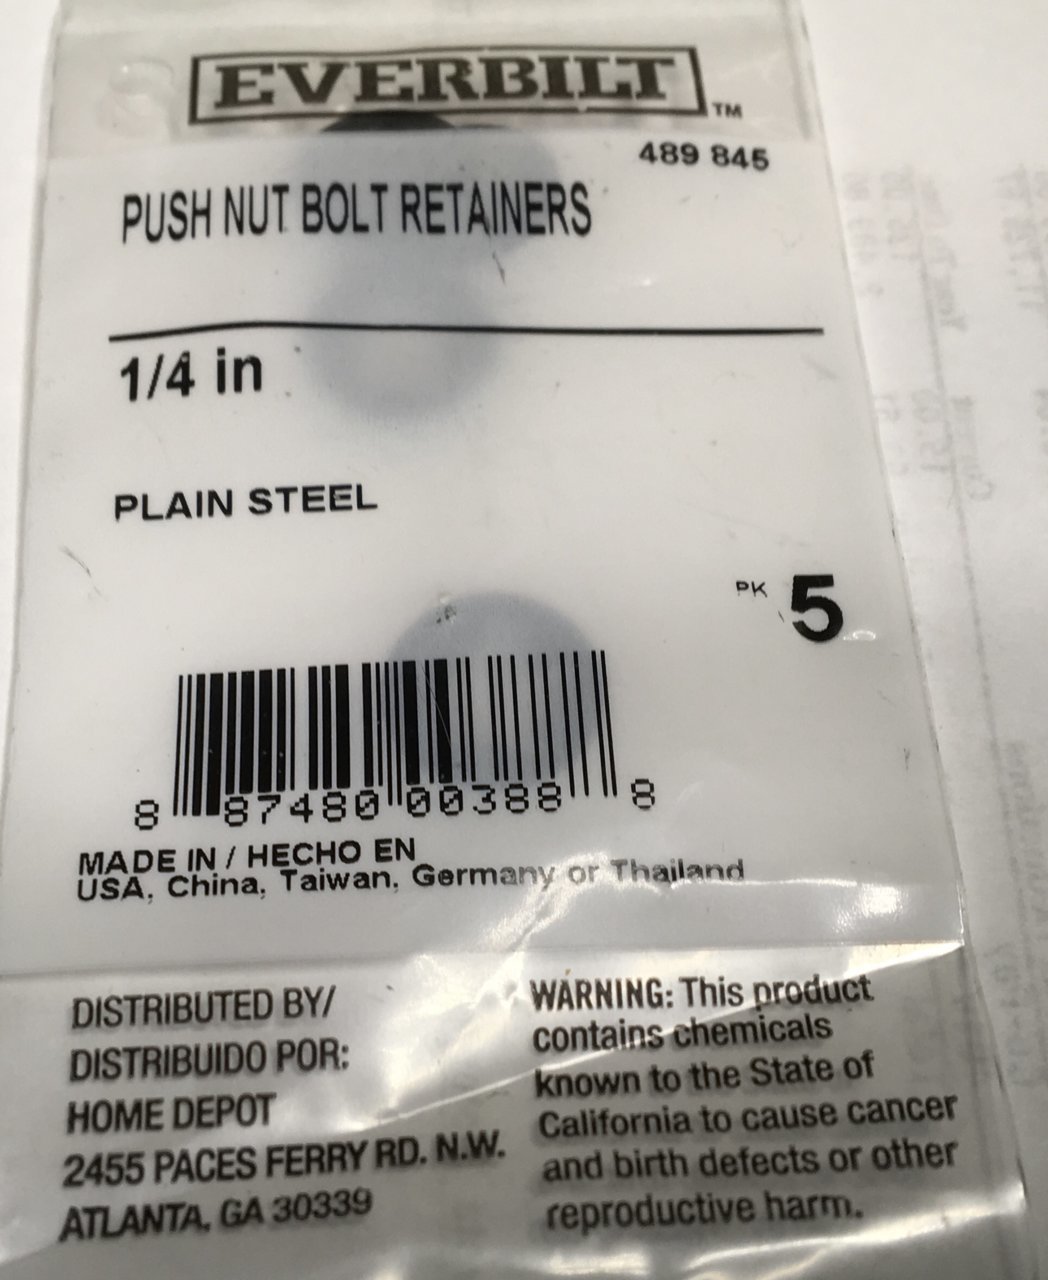 EVERBILT™
489 845
PUSH NUT BOLT RETAINERS
1/4 in
PLAIN STEEL
PK 5
8 87480 00388 8
MADE IN / HECHO EN
USA, China, Taiwan, Germany or Thailand
DISTRIBUTED BY/
DISTRIBUIDO POR:
HOME DEPOT
2455 PACES FERRY RD. N.W.
ATLANTA, GA 30339
WARNING: This product
contains chemicals
known to the State of
California to cause cancer
and birth defects or other
reproductive harm.